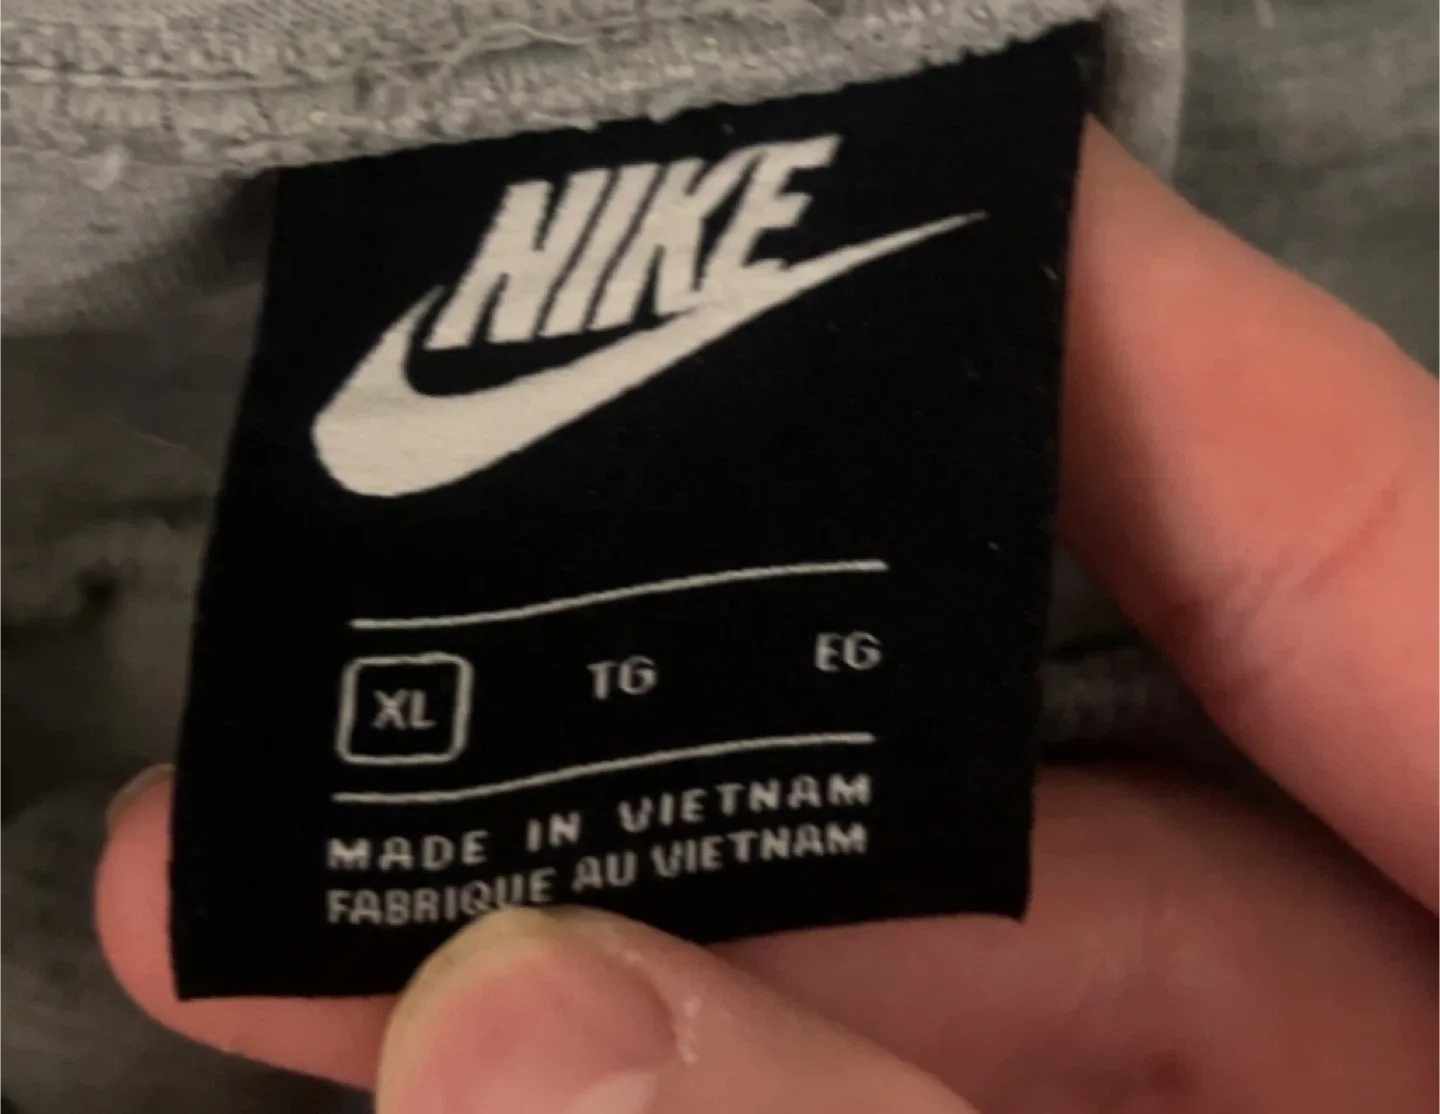 NIKE
XL TG EG
MADE IN VIETNAM
FABRIQUE AU VIETNAM